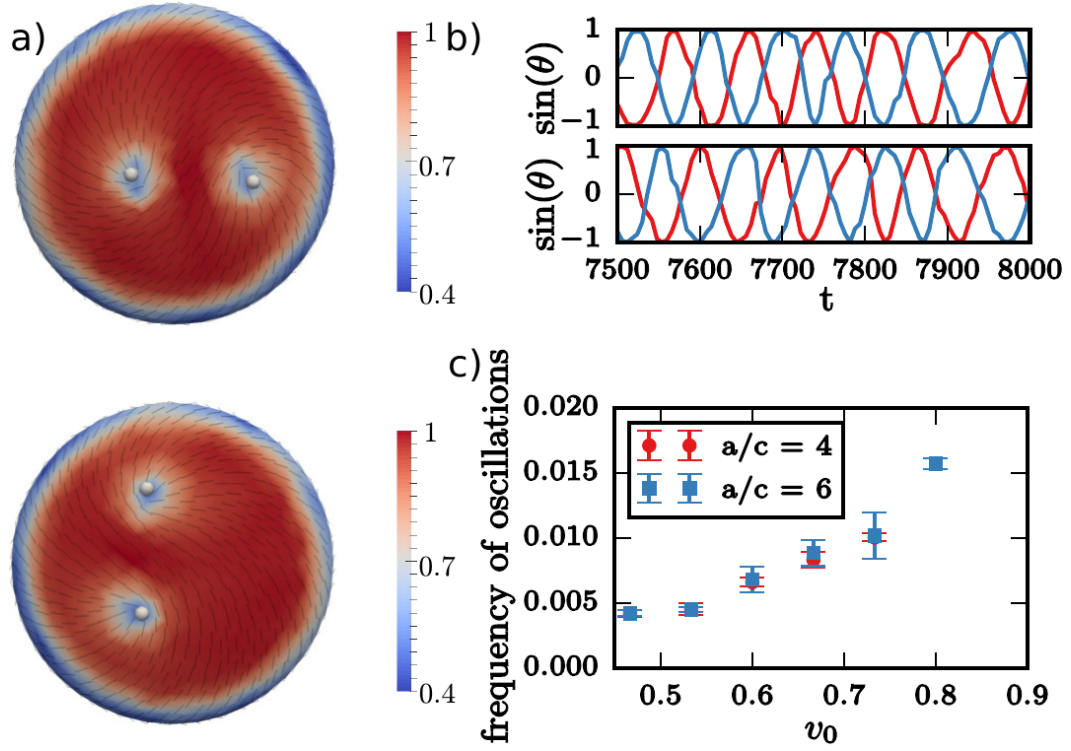 a)
1
0.7
0.4
1
0.7
0.4
b)
sin(θ)
1
0
−1
sin(θ)
1
0
−1
7500 7600 7700 7800 7900 8000
t
c)
frequency of oscillations
0.020
0.015
0.010
0.005
0.000
a/c = 4
a/c = 6
0.5 0.6 0.7 0.8 0.9
v₀